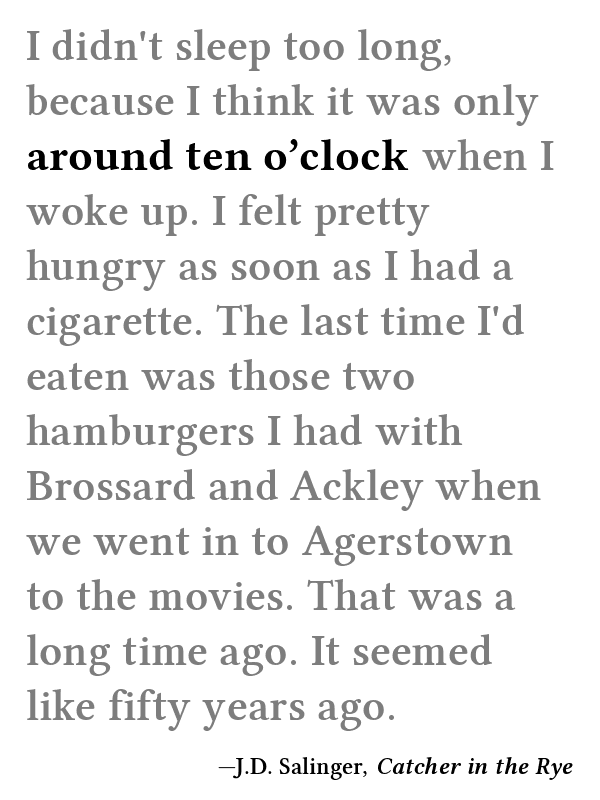 I didn't sleep too long,
because I think it was only
around ten o’clock when I
woke up. I felt pretty
hungry as soon as I had a
cigarette. The last time I'd
eaten was those two
hamburgers I had with
Brossard and Ackley when
we went in to Agerstown
to the movies. That was a
long time ago. It seemed
like fifty years ago.
—J.D. Salinger, Catcher in the Rye